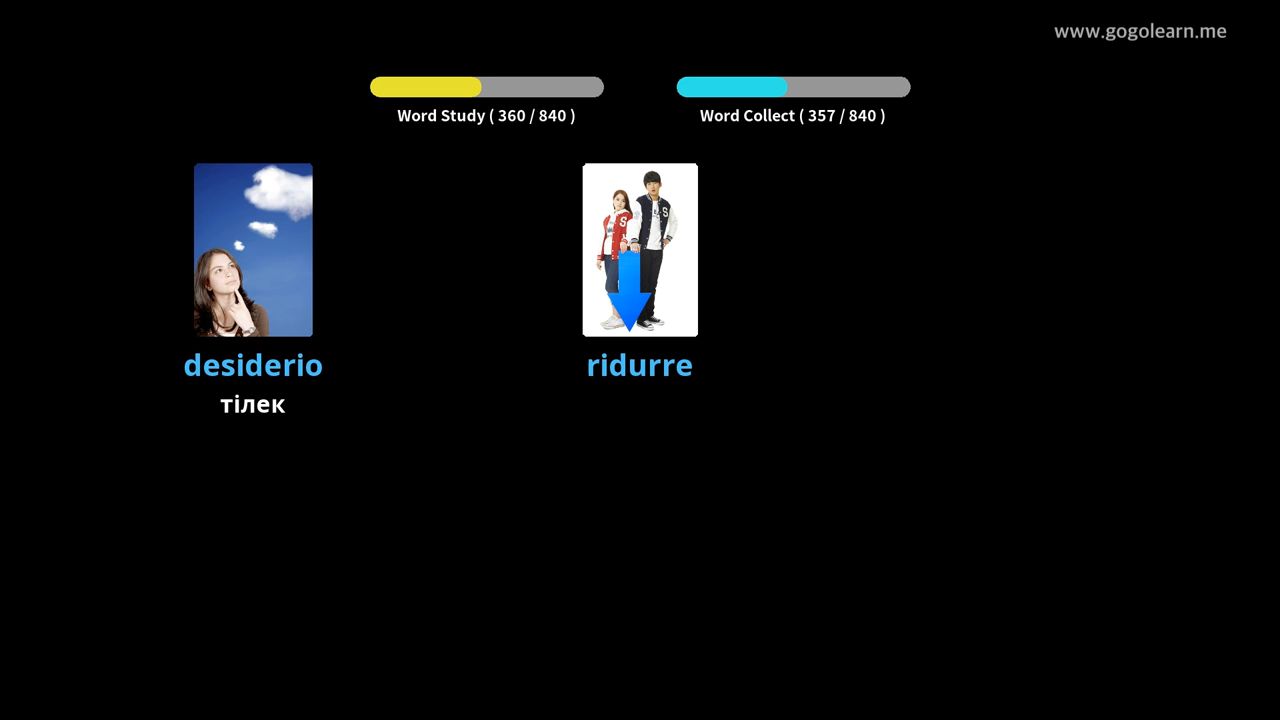 www.gogolearn.me
Word Study ( 360 / 840 )
Word Collect ( 357 / 840 )
S
S
desiderio
ridurre
тілек